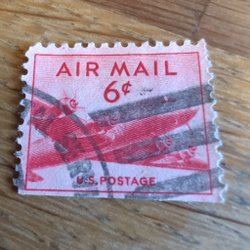 AIR MAIL
6¢
U.S. POSTAGE